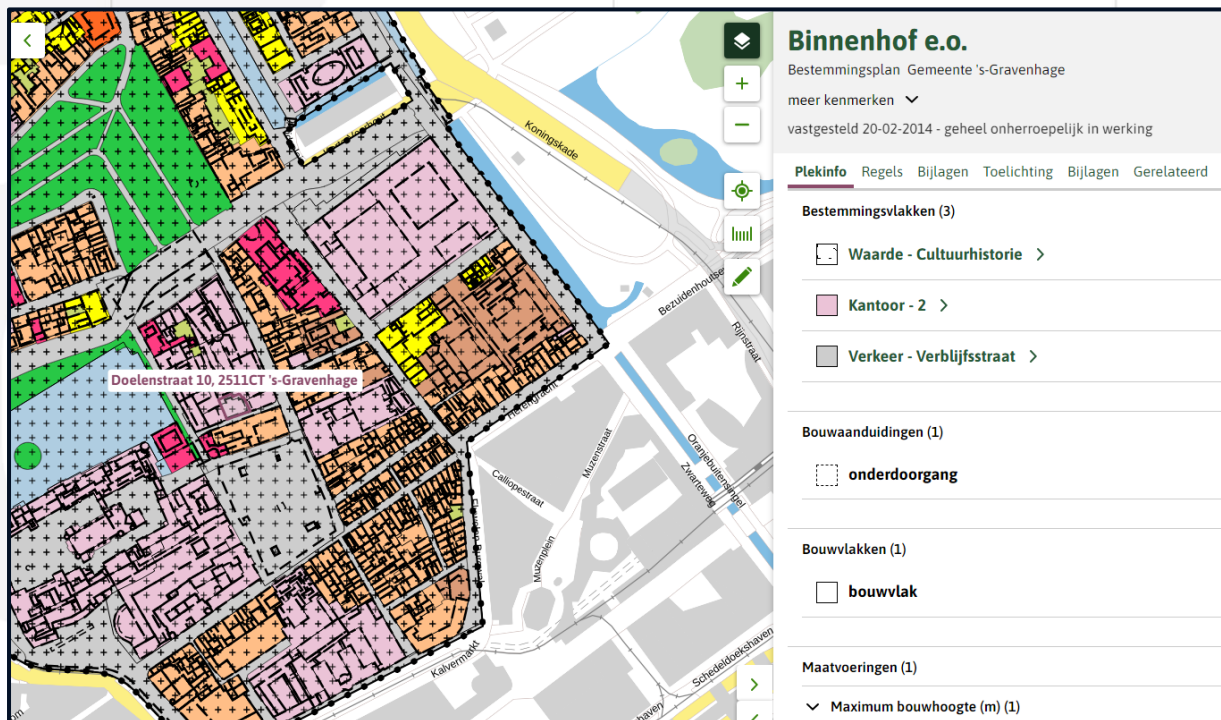 Koningskade
Bezuidenhoutse
Rijnstraat
Doelenstraat 10, 2511CT 's-Gravenhage
Herengracht
Muzenstraat
Oranjebuitensingel
Zwarteweg
Calliopestraat
Muzenplein
Kalvermarkt
Schedeldoekshaven
haven
Binnenhof e.o.
Bestemmingsplan Gemeente 's-Gravenhage
meer kenmerken
vastgesteld 20-02-2014 - geheel onherroepelijk in werking
Plekinfo Regels Bijlagen Toelichting Bijlagen Gerelateerd
Bestemmingsvlakken (3)
Waarde - Cultuurhistorie
Kantoor - 2
Verkeer - Verblijfsstraat
Bouwaanduidingen (1)
onderdoorgang
Bouwvlakken (1)
bouwvlak
Maatvoeringen (1)
Maximum bouwhoogte (m) (1)